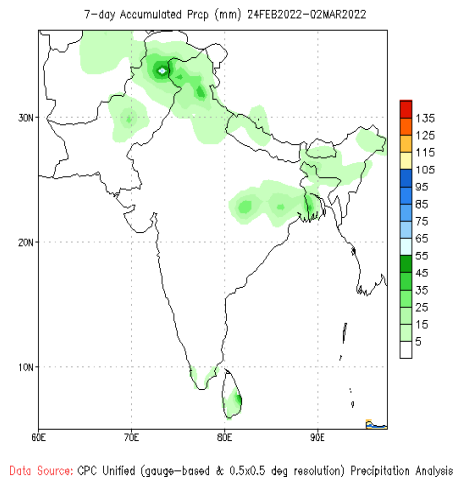 7-day Accumulated Prcp (mm) 24FEB2022-02MAR2022
30N
20N
10N
60E 70E 80E 90E
135
125
115
105
95
85
75
65
55
45
35
25
15
5
Data Source: CPC Unified (gauge-based & 0.5x0.5 deg resolution) Precipitation Analysis